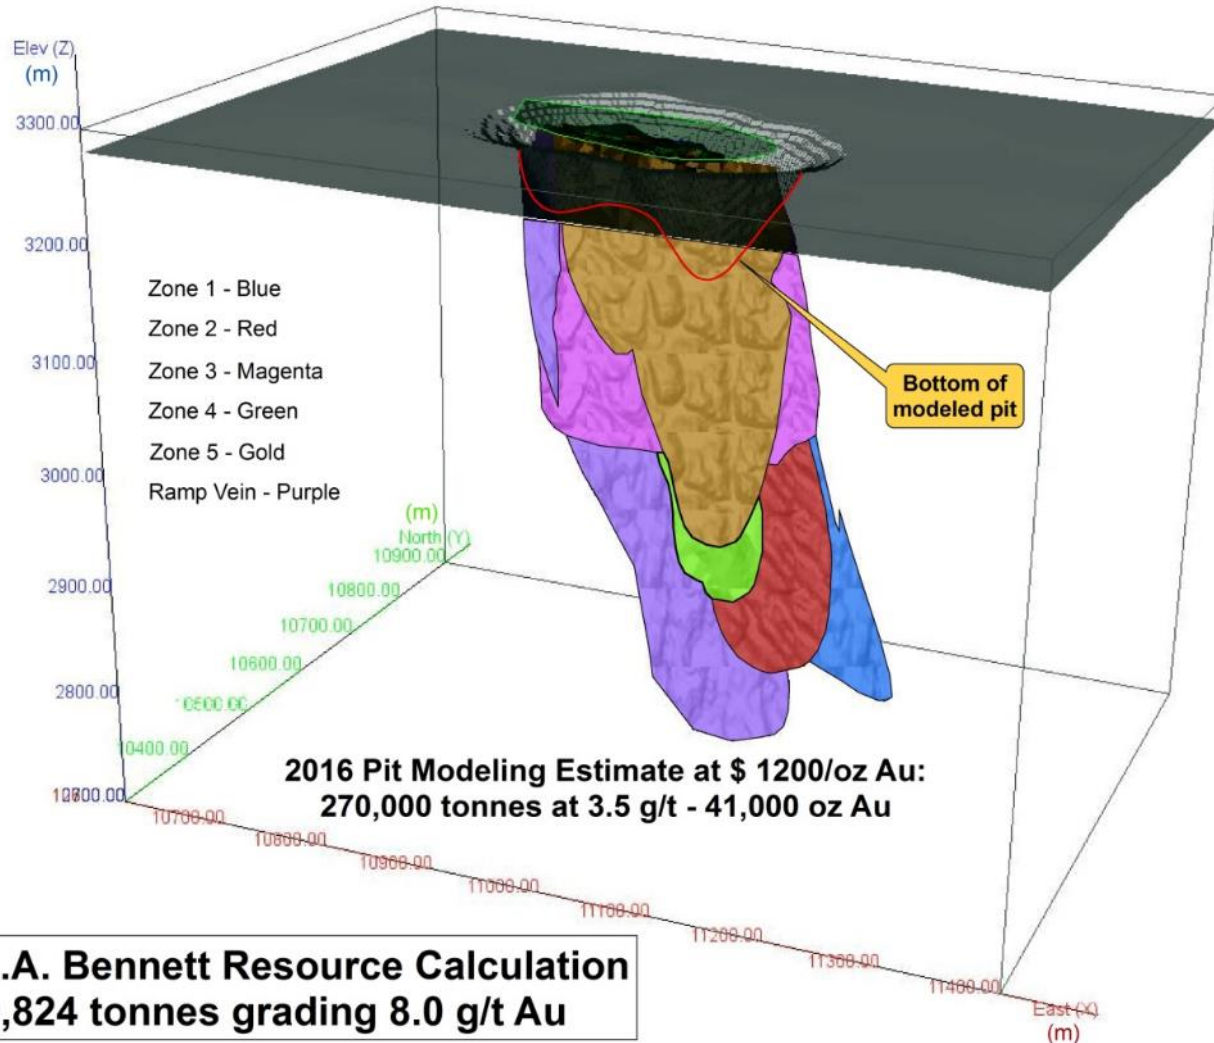 Elev (Z)
(m)
3300.00
3200.00
3100.00
3000.00
2900.00
2800.00
Zone 1 - Blue
Zone 2 - Red
Zone 3 - Magenta
Zone 4 - Green
Zone 5 - Gold
Ramp Vein - Purple
Bottom of
modeled pit
(m)
North (Y)
10900.00
10800.00
10700.00
10600.00
10500.00
10400.00
2016 Pit Modeling Estimate at $ 1200/oz Au:
270,000 tonnes at 3.5 g/t - 41,000 oz Au
10700.00
10800.00
10900.00
11000.00
11100.00
11200.00
11300.00
11400.00
East (X)
(m)
.A. Bennett Resource Calculation
,824 tonnes grading 8.0 g/t Au